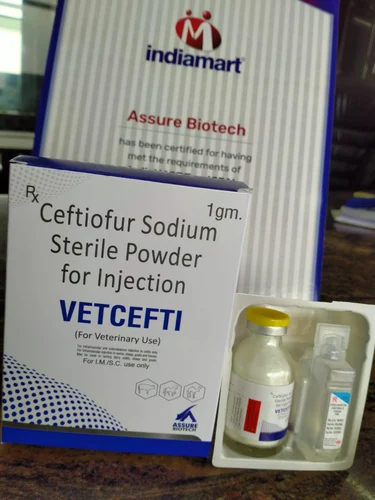 indiamart
Assure Biotech
has been certified for having
met the requirements of
Rx
1gm.
Ceftiofur Sodium
Sterile Powder
for Injection
VETCEFTI
(For Veterinary Use)
For I.M./S.C. use only
ASSURE
BIOTECH
VETCEFTI